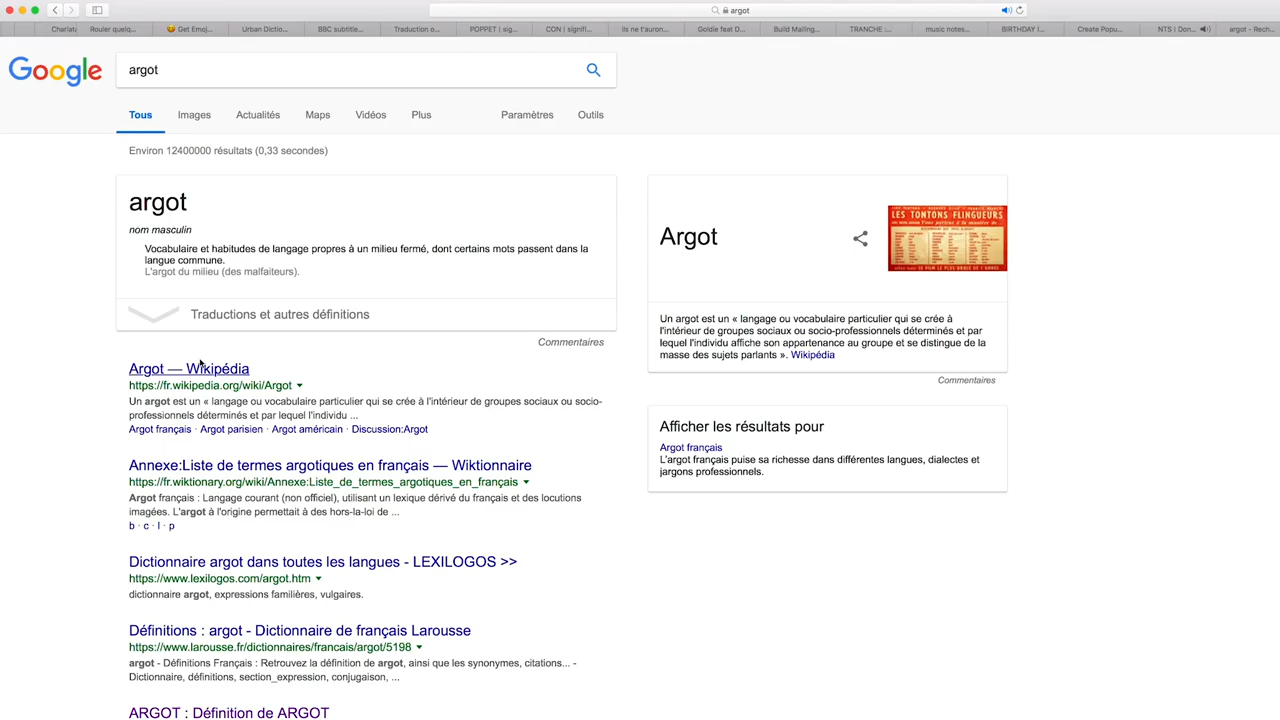 argot
Charlata
Rouler quelq...
Get Emoj...
Urban Dictio...
BBC subtitle...
Traduction o...
POPPET | sig...
CON | signifi...
ils ne t'auron...
Goldie feat D...
Build Mailing...
TRANCHE :...
music notes...
BIRTHDAY I...
Create Popu...
NTS | Don...
argot - Rech...
Google
argot
Tous
Images
Actualités
Maps
Vidéos
Plus
Paramètres
Outils
Environ 12400000 résultats (0,33 secondes)
argot
nom masculin
Vocabulaire et habitudes de langage propres à un milieu fermé, dont certains mots passent dans la
langue commune.
L'argot du milieu (des malfaiteurs).
Traductions et autres définitions
Commentaires
Argot — Wikipédia
https://fr.wikipedia.org/wiki/Argot
Un argot est un « langage ou vocabulaire particulier qui se crée à l'intérieur de groupes sociaux ou socio-
professionnels déterminés et par lequel l'individu ...
Argot français · Argot parisien · Argot américain · Discussion:Argot
Annexe:Liste de termes argotiques en français — Wiktionnaire
https://fr.wiktionary.org/wiki/Annexe:Liste_de_termes_argotiques_en_français
Argot français : Langage courant (non officiel), utilisant un lexique dérivé du français et des locutions
imagées. L'argot à l'origine permettait à des hors-la-loi de ...
b · c · l · p
Dictionnaire argot dans toutes les langues - LEXILOGOS >>
https://www.lexilogos.com/argot.htm
dictionnaire argot, expressions familières, vulgaires.
Définitions : argot - Dictionnaire de français Larousse
https://www.larousse.fr/dictionnaires/francais/argot/5198
argot - Définitions Français : Retrouvez la définition de argot, ainsi que les synonymes, citations... -
Dictionnaire, définitions, section_expression, conjugaison, ...
ARGOT : Définition de ARGOT
Argot
LES TONTONS FLINGUEURS
Un argot est un « langage ou vocabulaire particulier qui se crée à
l'intérieur de groupes sociaux ou socio-professionnels déterminés et par
lequel l'individu affiche son appartenance au groupe et se distingue de la
masse des sujets parlants ». Wikipédia
Commentaires
Afficher les résultats pour
Argot français
L'argot français puise sa richesse dans différentes langues, dialectes et
jargons professionnels.